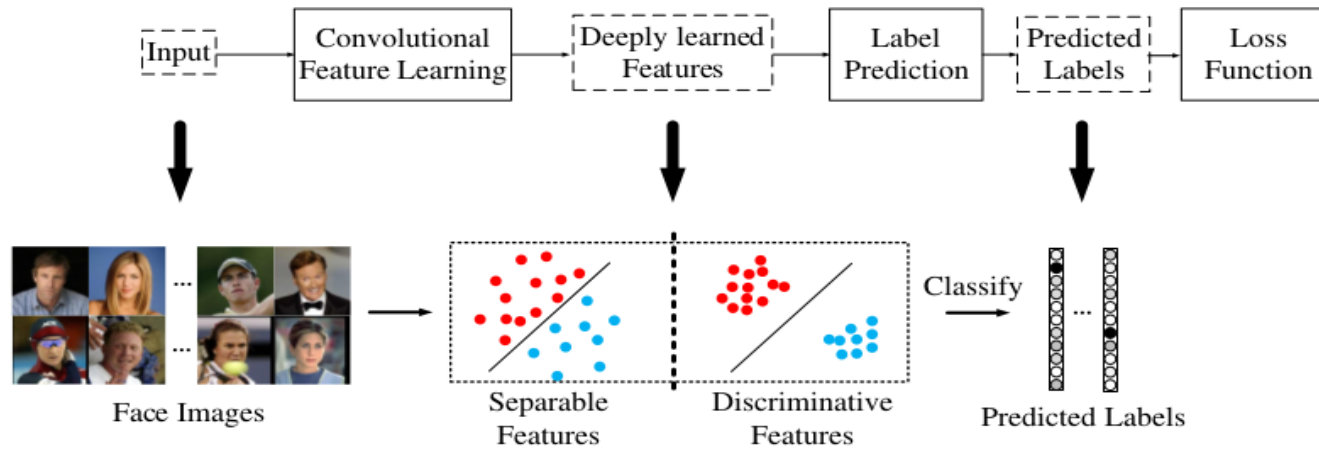 Input
Convolutional
Feature Learning
Deeply learned
Features
Label
Prediction
Predicted
Labels
Loss
Function
...
...
Classify
...
Face Images
Separable
Features
Discriminative
Features
Predicted Labels